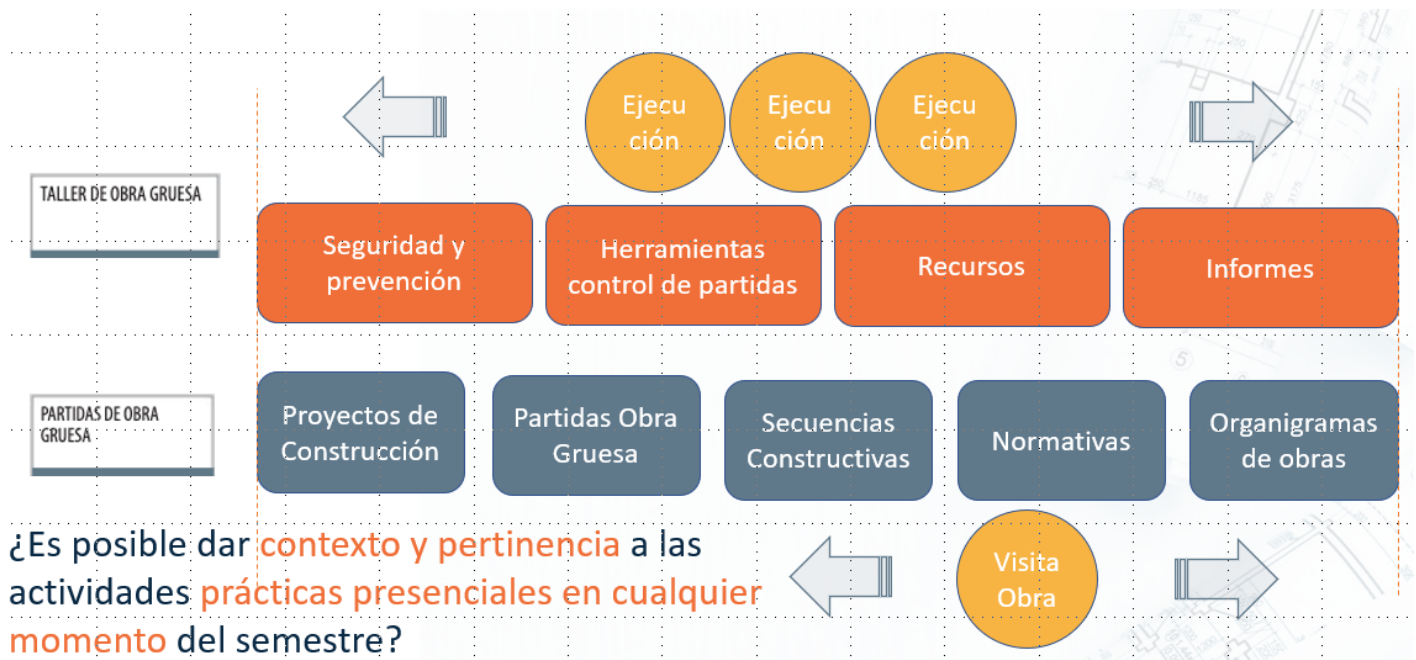 Ejecu
ción
Ejecu
ción
Ejecu
ción
TALLER DE OBRA GRUESA
Seguridad y
prevención
Herramientas
control de partidas
Recursos
Informes
PARTIDAS DE OBRA
GRUESA
Proyectos de
Construcción
Partidas Obra
Gruesa
Secuencias
Constructivas
Normativas
Organigramas
de obras
¿Es posible dar contexto y pertinencia a las
actividades prácticas presenciales en cualquier
momento del semestre?
Visita
Obra